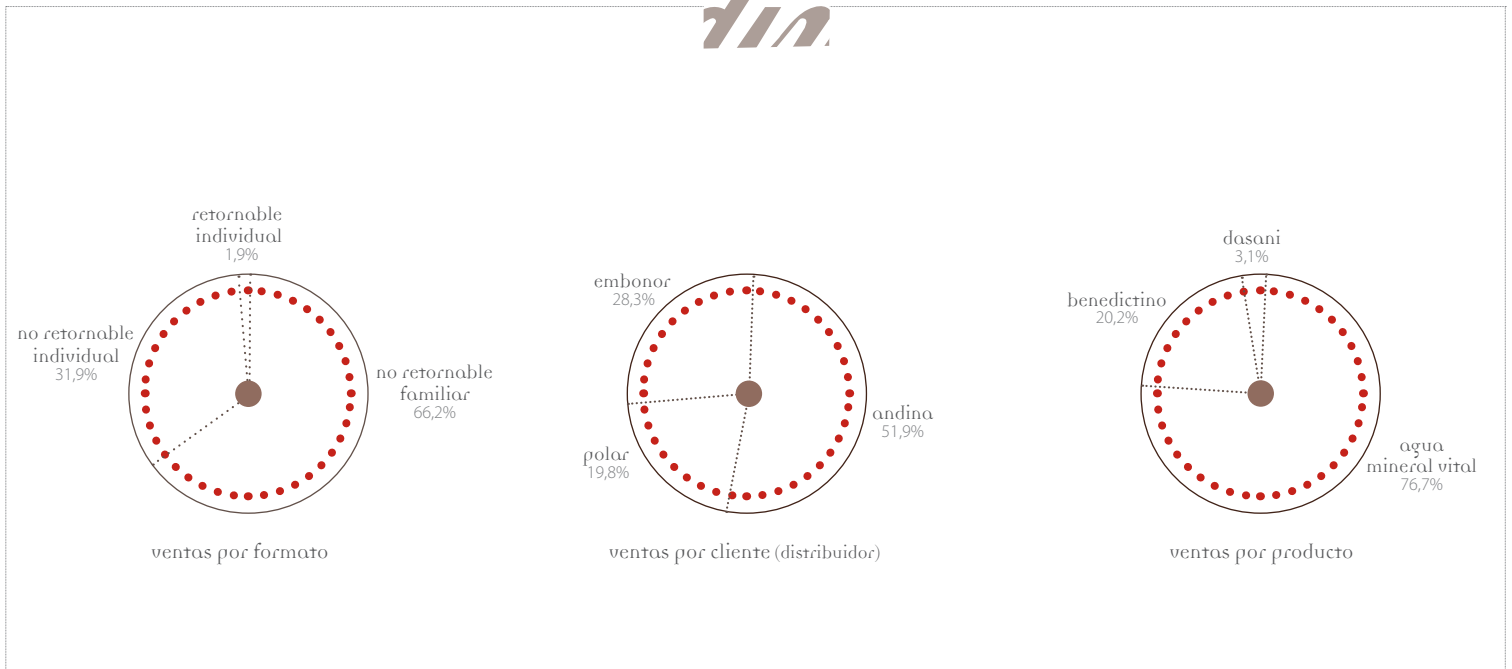 retornable
individual
1,9%
no retornable
individual
31,9%
no retornable
familiar
66,2%
ventas por formato
embonor
28,3%
polar
19,8%
andina
51,9%
ventas por cliente (distribuidor)
dasani
3,1%
benedictino
20,2%
agua
mineral vital
76,7%
ventas por producto